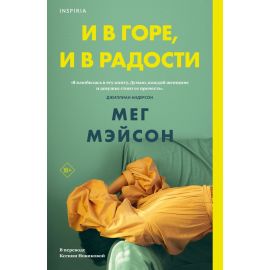 INSPIRIA
И В ГОРЕ,
И В РАДОСТИ
«Я влюбилась в эту книгу. Думаю, каждой женщине
и девушке стоит ее прочесть».
ДЖИЛЛИАН АНДЕРСОН
МЕГ
МЭЙСОН
18+
В переводе
Ксении Новиковой